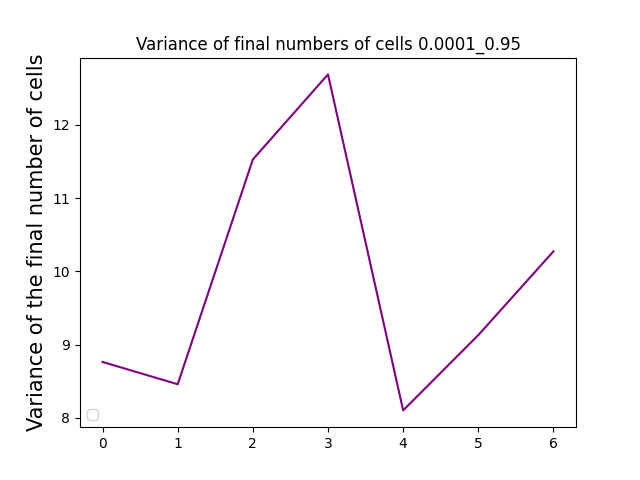 Variance of final numbers of cells 0.0001_0.95
Variance of the final number of cells
12
11
10
9
8
0 1 2 3 4 5 6